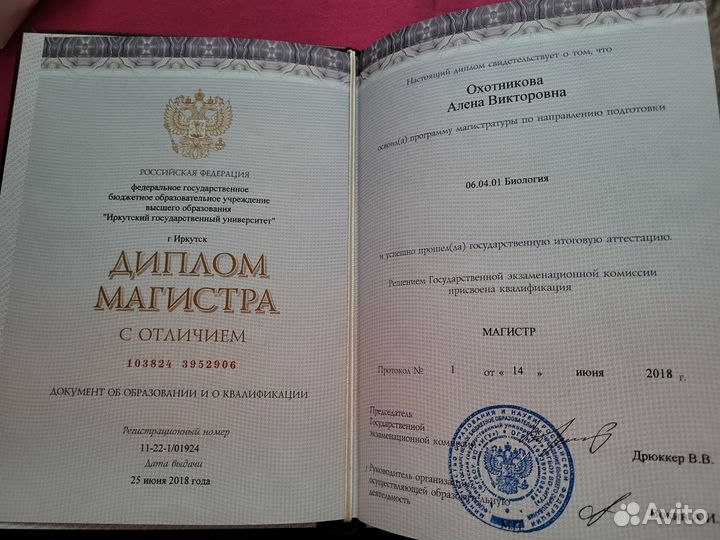 РОССИЙСКАЯ ФЕДЕРАЦИЯ
федеральное государственное
бюджетное образовательное учреждение
высшего образования
"Иркутский государственный университет"
г Иркутск
ДИПЛОМ
МАГИСТРА
С ОТЛИЧИЕМ
103824 3952906
ДОКУМЕНТ ОБ ОБРАЗОВАНИИ И О КВАЛИФИКАЦИИ
Регистрационный номер
11-22-1/01924
Дата выдачи
25 июня 2018 года
Настоящий диплом свидетельствует о том, что
Охотникова
Алена Викторовна
освоил(а) программу магистратуры по направлению подготовки
06.04.01 Биология
и успешно прошел(ла) государственную итоговую аттестацию.
Решением Государственной экзаменационной комиссии
присвоена квалификация
МАГИСТР
Протокол № 1 от « 14 » июня 2018 г.
Председатель
Государственной
экзаменационной
Дрюккер В.В.
Руководитель организации,
осуществляющей образовательную
деятельность
Avito